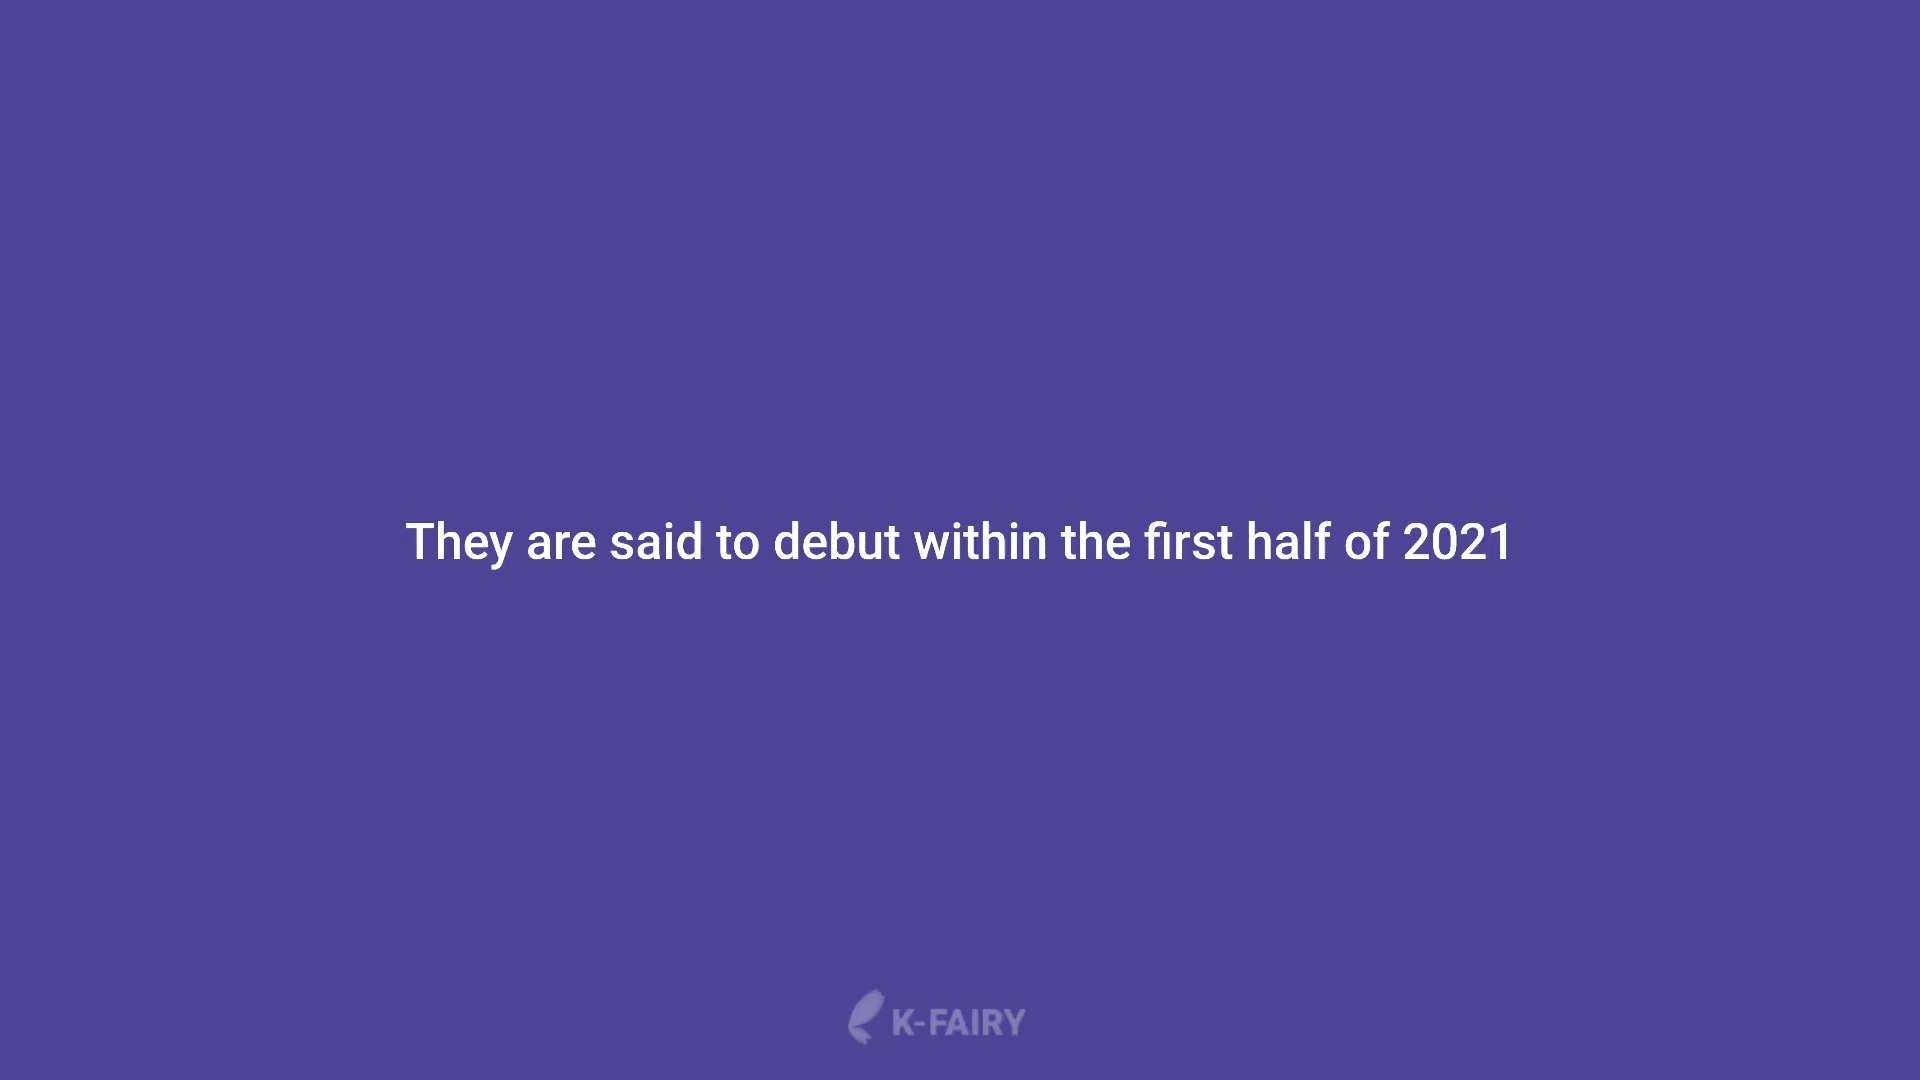 They are said to debut within the first half of 2021
K-FAIRY